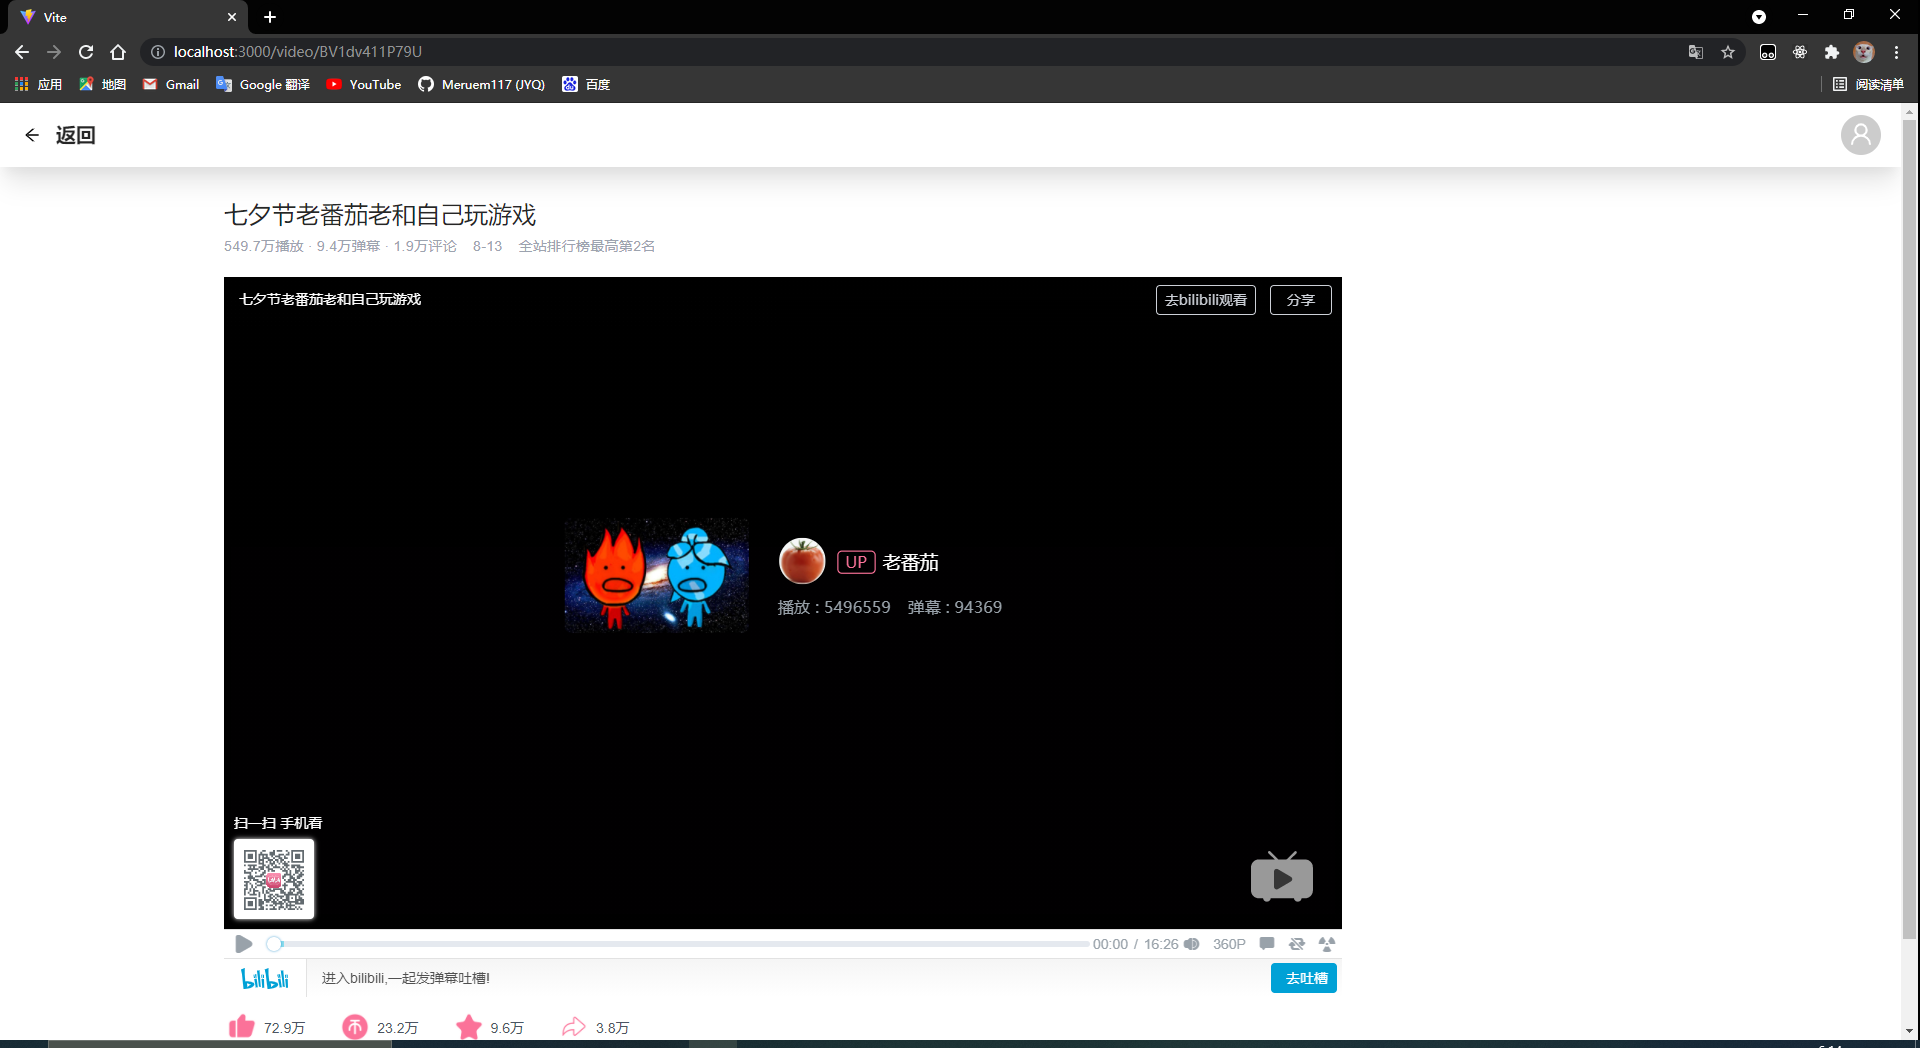 Vite
localhost:3000/video/BV1dv411P79U
应用 地图 Gmail Google 翻译 YouTube Meruem117 (JYQ) 百度 阅读清单
返回
七夕节老番茄老和自己玩游戏
549.7万播放 · 9.4万弹幕 · 1.9万评论 8-13 全站排行榜最高第2名
七夕节老番茄老和自己玩游戏 去bilibili观看 分享
UP 老番茄
播放 : 5496559 弹幕 : 94369
扫一扫 手机看
00:00 / 16:26 360P
bilibili 进入bilibili,一起发弹幕吐槽! 去吐槽
72.9万 23.2万 9.6万 3.8万